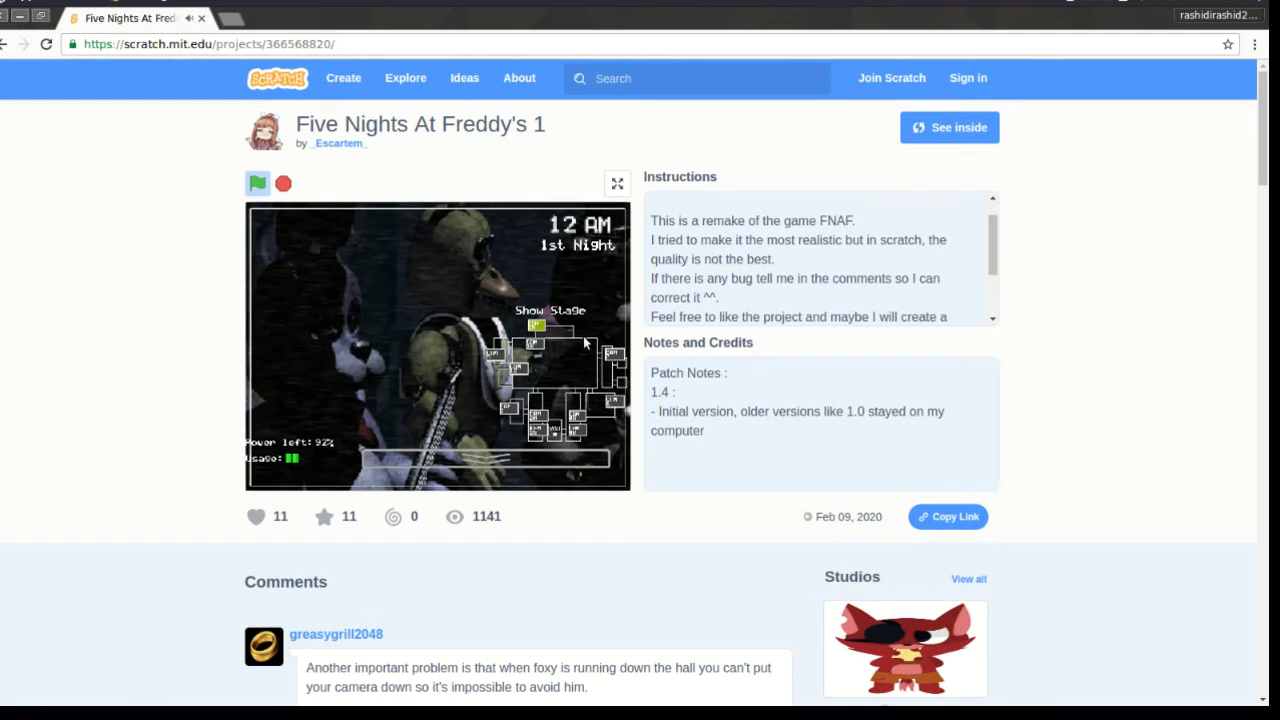 Five Nights At Fred
rashidirashid2...
https://scratch.mit.edu/projects/366568820/
SCRATCH
Create
Explore
Ideas
About
Search
Join Scratch
Sign in
Five Nights At Freddy's 1
by _Escartem_
See inside
12 AM
1st Night
Show Stage
Power left: 92%
Usage:
Instructions
This is a remake of the game FNAF.
I tried to make it the most realistic but in scratch, the
quality is not the best.
If there is any bug tell me in the comments so I can
correct it ^^.
Feel free to like the project and maybe I will create a
Notes and Credits
Patch Notes :
1.4 :
- Initial version, older versions like 1.0 stayed on my
computer
11
11
0
1141
© Feb 09, 2020
Copy Link
Comments
Studios
View all
greasygrill2048
Another important problem is that when foxy is running down the hall you can't put
your camera down so it's impossible to avoid him.